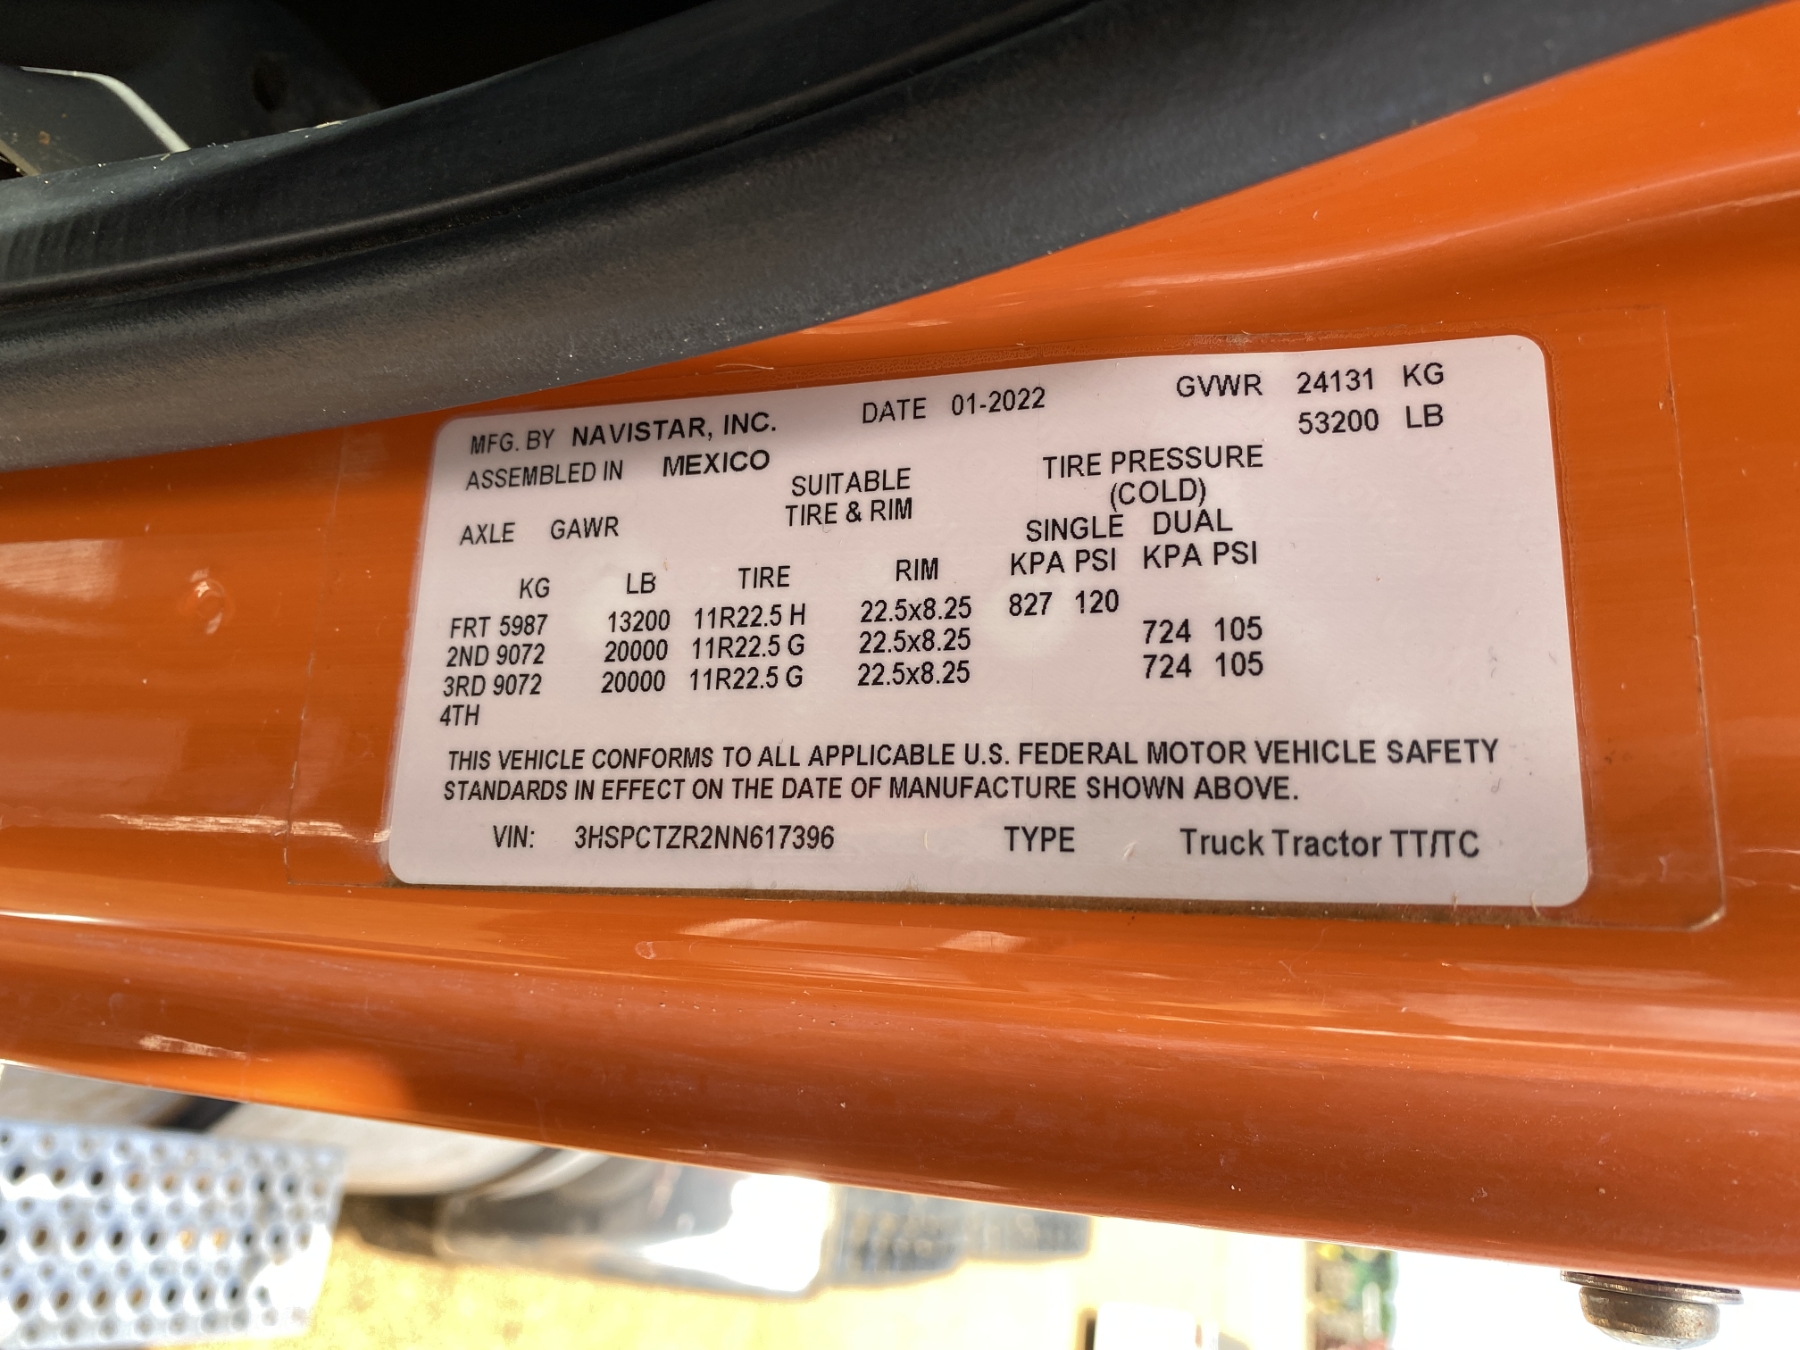 MFG. BY NAVISTAR, INC. DATE 01-2022 GVWR 24131 KG
53200 LB
ASSEMBLED IN MEXICO
SUITABLE TIRE PRESSURE
TIRE & RIM (COLD)
AXLE GAWR SINGLE DUAL
KG LB TIRE RIM KPA PSI KPA PSI
FRT 5987 13200 11R22.5 H 22.5x8.25 827 120
2ND 9072 20000 11R22.5 G 22.5x8.25 724 105
3RD 9072 20000 11R22.5 G 22.5x8.25 724 105
4TH
THIS VEHICLE CONFORMS TO ALL APPLICABLE U.S. FEDERAL MOTOR VEHICLE SAFETY
STANDARDS IN EFFECT ON THE DATE OF MANUFACTURE SHOWN ABOVE.
VIN: 3HSPCTZR2NN617396 TYPE Truck Tractor TT/TC